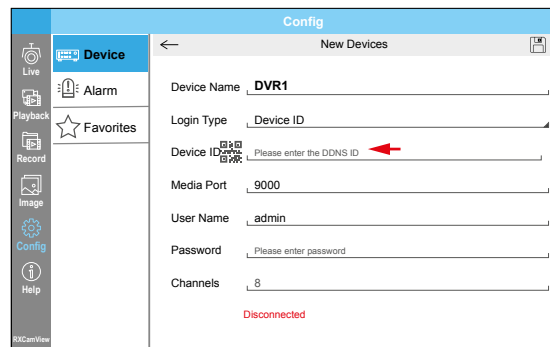 Config
New Devices
Live
Playback
Record
Image
Config
Help
RXCamView
Device
Alarm
Favorites
Device Name DVR1
Login Type Device ID
Device ID Please enter the DDNS ID
Media Port 9000
User Name admin
Password Please enter password
Channels 8
Disconnected